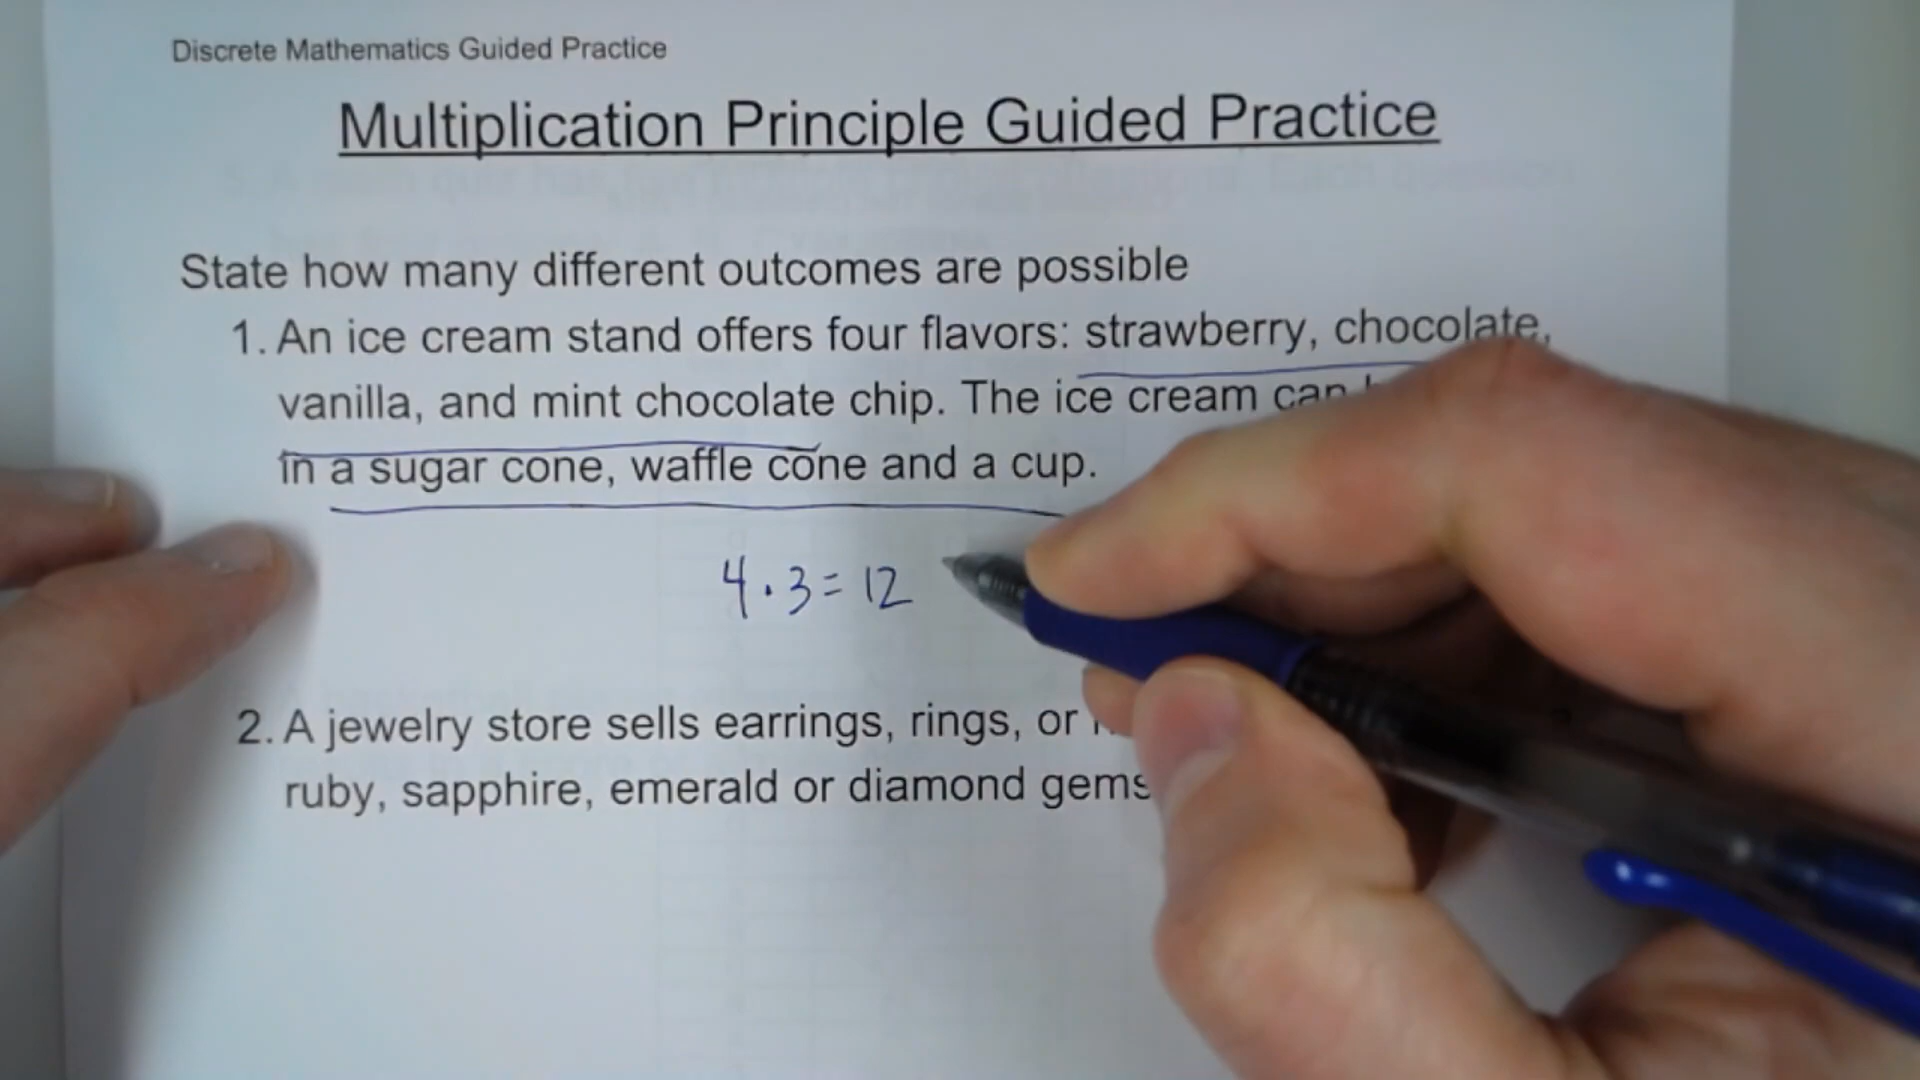 Discrete Mathematics Guided Practice
Multiplication Principle Guided Practice
State how many different outcomes are possible
1. An ice cream stand offers four flavors: strawberry, chocolate,
vanilla, and mint chocolate chip. The ice cream can
in a sugar cone, waffle cone and a cup.
4 · 3 = 12
2. A jewelry store sells earrings, rings, or
ruby, sapphire, emerald or diamond gems